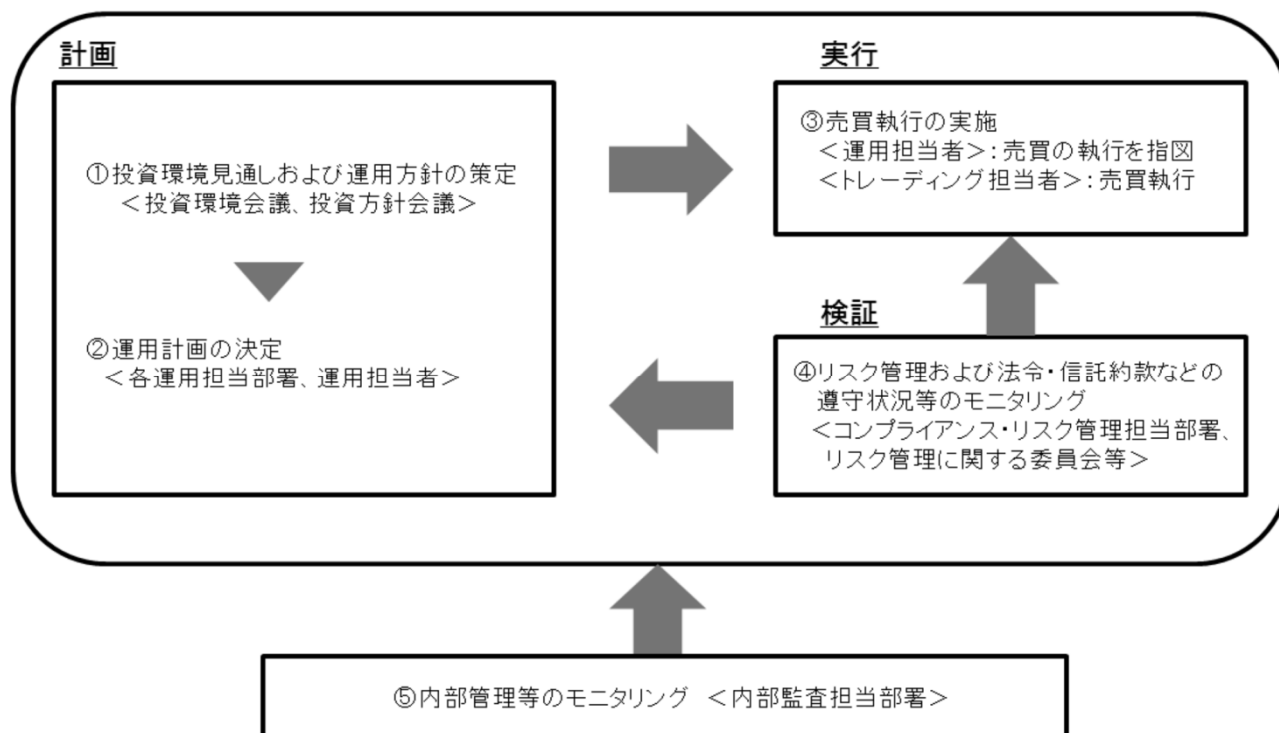 計画
①投資環境見通しおよび運用方針の策定
＜投資環境会議、投資方針会議＞
②運用計画の決定
＜各運用担当部署、運用担当者＞
実行
③売買執行の実施
＜運用担当者＞：売買の執行を指図
＜トレーディング担当者＞：売買執行
検証
④リスク管理および法令・信託約款などの
遵守状況等のモニタリング
＜コンプライアンス・リスク管理担当部署、
リスク管理に関する委員会等＞
⑤内部管理等のモニタリング ＜内部監査担当部署＞